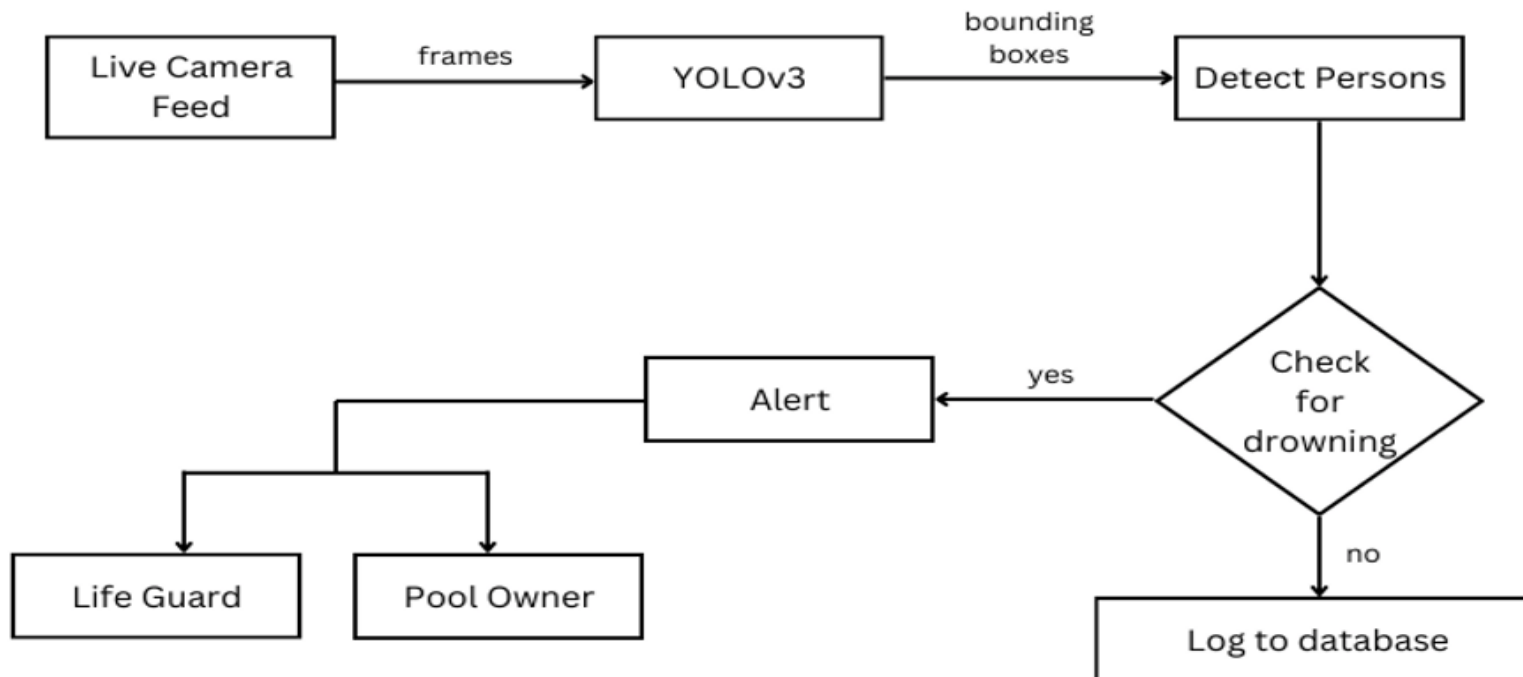 Live Camera
Feed
frames
YOLOv3
bounding
boxes
Detect Persons
Check
for
drowning
yes
Alert
Life Guard
Pool Owner
no
Log to database